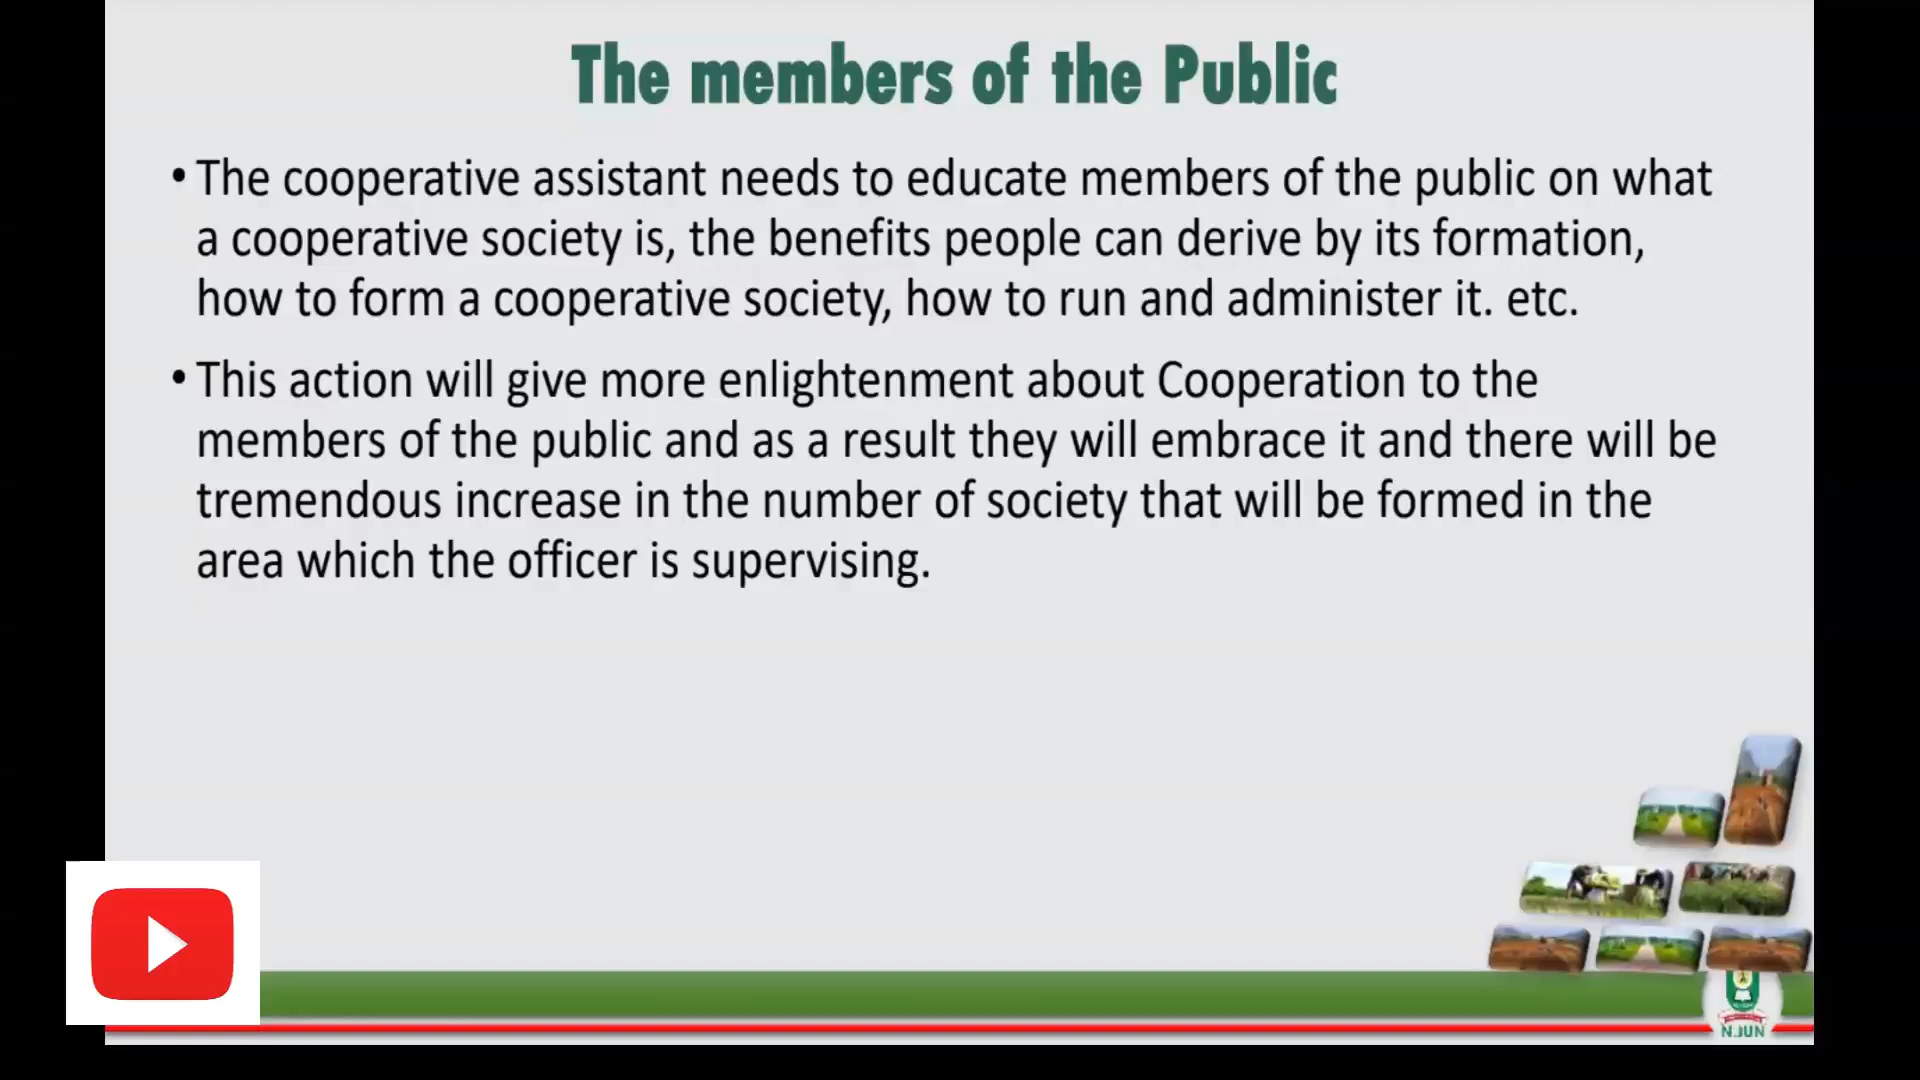 The members of the Public
• The cooperative assistant needs to educate members of the public on what
a cooperative society is, the benefits people can derive by its formation,
how to form a cooperative society, how to run and administer it. etc.
• This action will give more enlightenment about Cooperation to the
members of the public and as a result they will embrace it and there will be
tremendous increase in the number of society that will be formed in the
area which the officer is supervising.